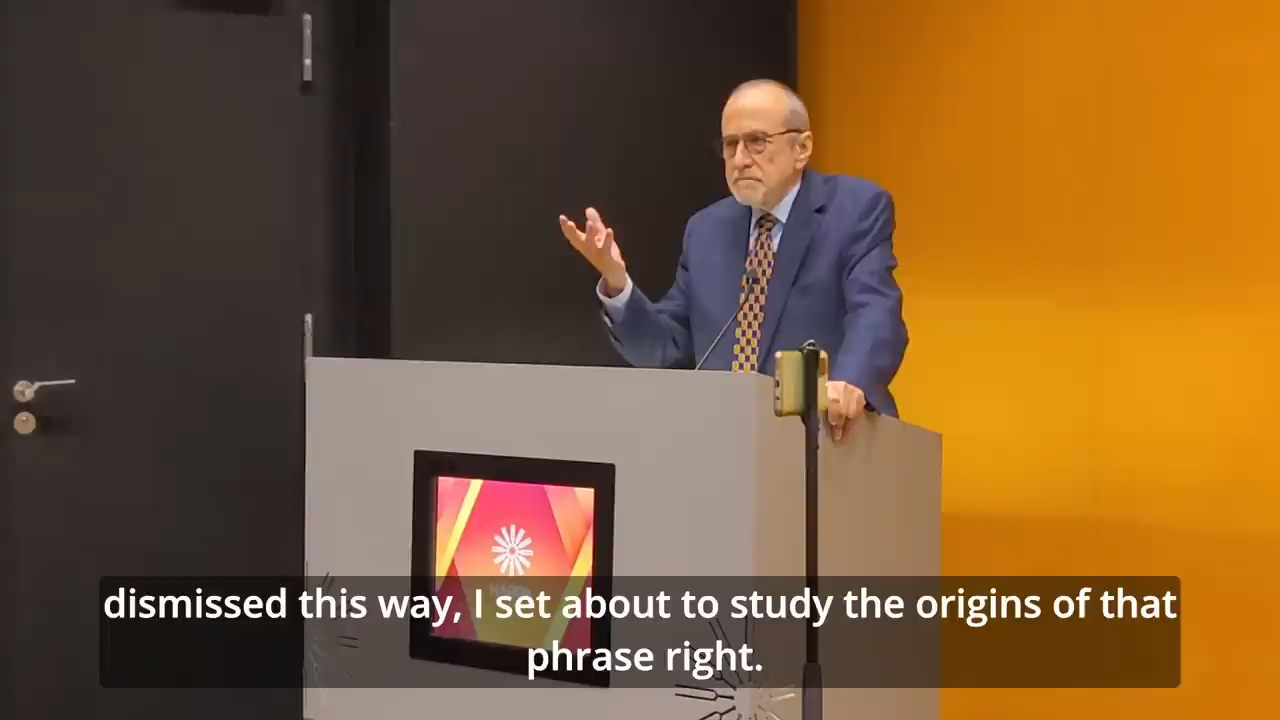 dismissed this way, I set about to study the origins of that
phrase right.